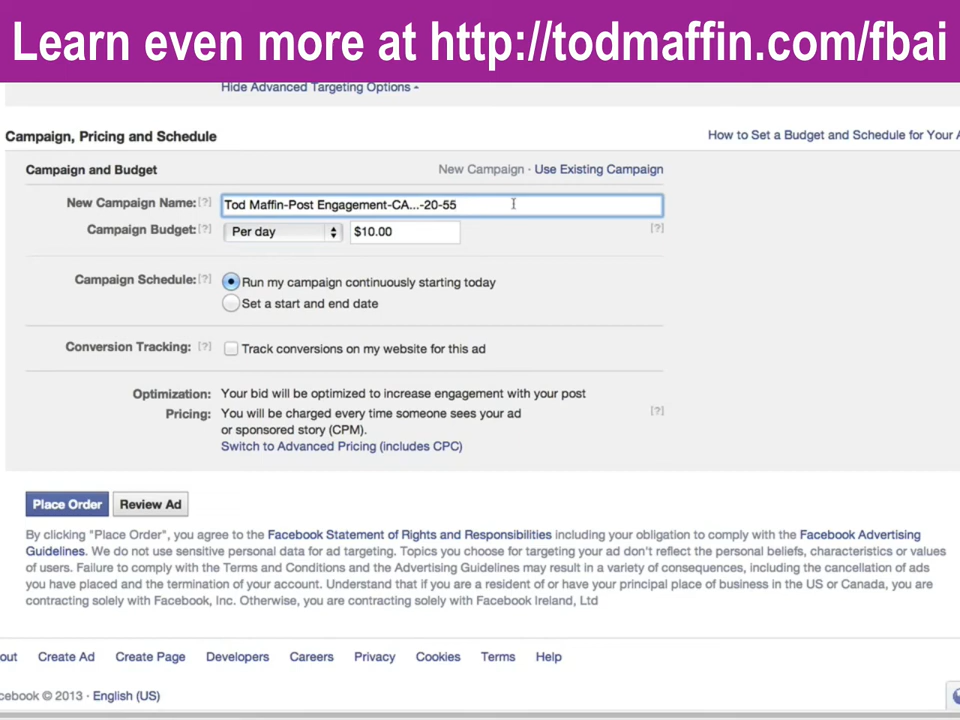 Learn even more at http://todmaffin.com/fbai
Hide Advanced Targeting Options
Campaign, Pricing and Schedule
How to Set a Budget and Schedule for Your
Campaign and Budget
New Campaign · Use Existing Campaign
New Campaign Name: [?] Tod Maffin-Post Engagement-CA...-20-55
Campaign Budget: [?] Per day $10.00 [?]
Campaign Schedule: [?] Run my campaign continuously starting today
Set a start and end date
Conversion Tracking: [?] Track conversions on my website for this ad
Optimization: Your bid will be optimized to increase engagement with your post
Pricing: You will be charged every time someone sees your ad [?]
or sponsored story (CPM).
Switch to Advanced Pricing (includes CPC)
Place Order Review Ad
By clicking "Place Order", you agree to the Facebook Statement of Rights and Responsibilities including your obligation to comply with the Facebook Advertising
Guidelines. We do not use sensitive personal data for ad targeting. Topics you choose for targeting your ad don't reflect the personal beliefs, characteristics or values
of users. Failure to comply with the Terms and Conditions and the Advertising Guidelines may result in a variety of consequences, including the cancellation of ads
you have placed and the termination of your account. Understand that if you are a resident of or have your principal place of business in the US or Canada, you are
contracting solely with Facebook, Inc. Otherwise, you are contracting solely with Facebook Ireland, Ltd
out Create Ad Create Page Developers Careers Privacy Cookies Terms Help
cebook © 2013 · English (US)